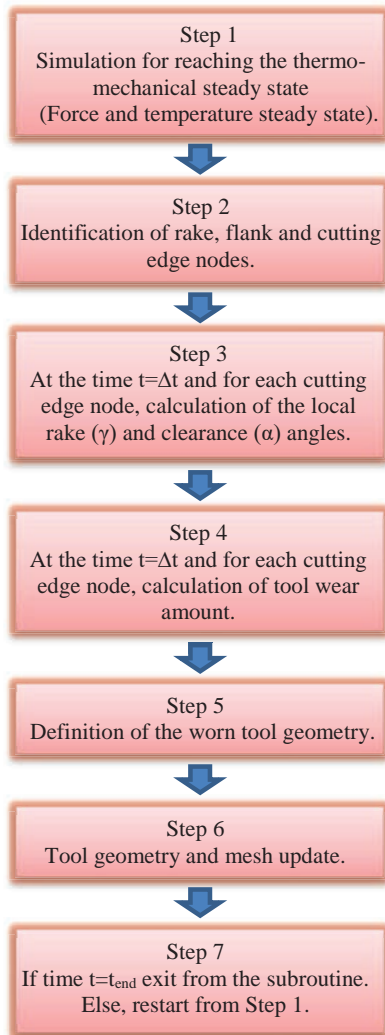 Step 1
Simulation for reaching the thermo-
mechanical steady state
(Force and temperature steady state).
Step 2
Identification of rake, flank and cutting
edge nodes.
Step 3
At the time t=Δt and for each cutting
edge node, calculation of the local
rake (γ) and clearance (α) angles.
Step 4
At the time t=Δt and for each cutting
edge node, calculation of tool wear
amount.
Step 5
Definition of the worn tool geometry.
Step 6
Tool geometry and mesh update.
Step 7
If time t=tend exit from the subroutine.
Else, restart from Step 1.